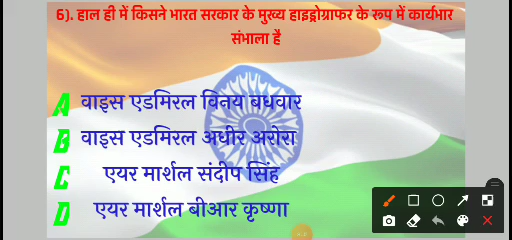 6). हाल ही में किसने भारत सरकार के मुख्य हाइड्रोग्राफर के रूप में कार्यभार
संभाला है
A वाइस एडमिरल विनय बधवार
B वाइस एडमिरल अधीर अरोरा
C एयर मार्शल संदीप सिंह
D एयर मार्शल बीआर कृष्णा